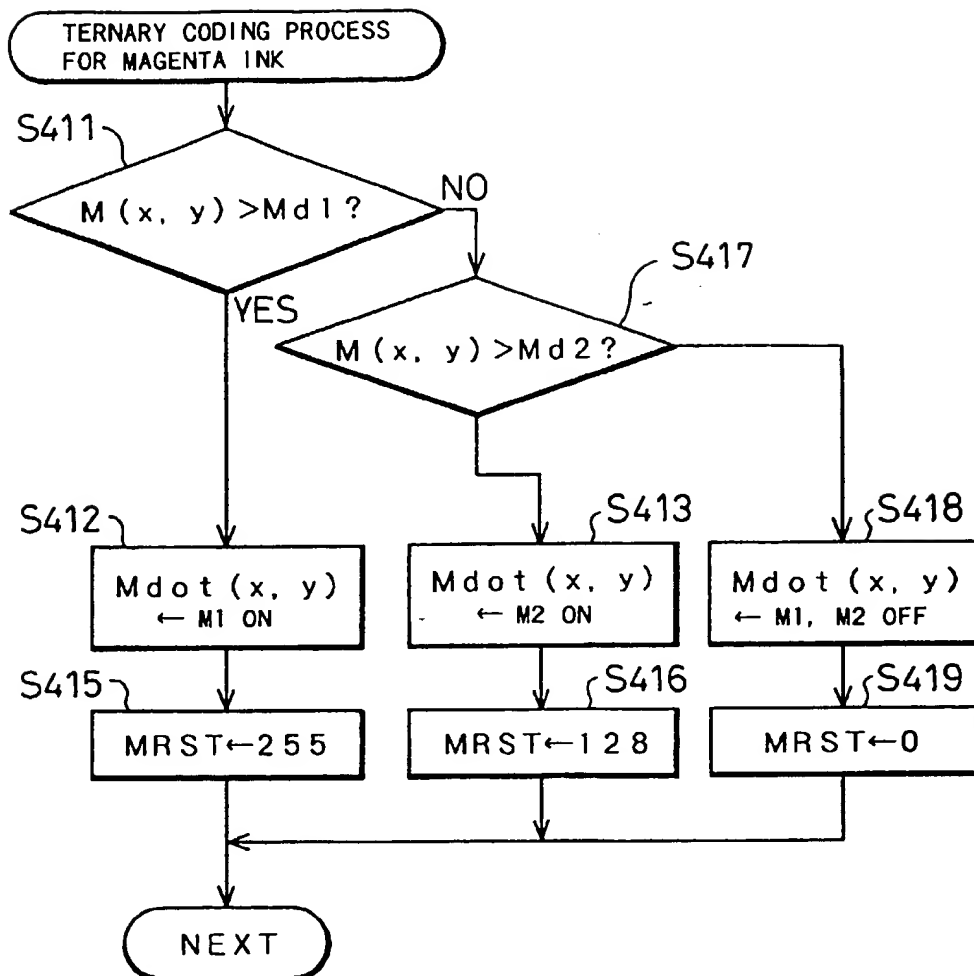 TERNARY CODING PROCESS
FOR MAGENTA INK
S411
M(x, y)>Md1?
NO
YES
S417
M(x, y)>Md2?
S412
Mdot(x, y)
← M1 ON
S413
Mdot(x, y)
← M2 ON
S418
Mdot(x, y)
← M1, M2 OFF
S415
MRST←255
S416
MRST←128
S419
MRST←0
NEXT